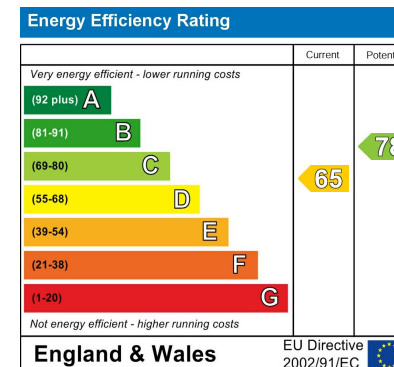 Energy Efficiency Rating
Current
Very energy efficient - lower running costs
(92 plus) A
(81-91) B
(69-80) C
(55-68) D
(39-54) E
(21-38) F
(1-20) G
65
Not energy efficient - higher running costs
England & Wales
EU Directive
2002/91/EC